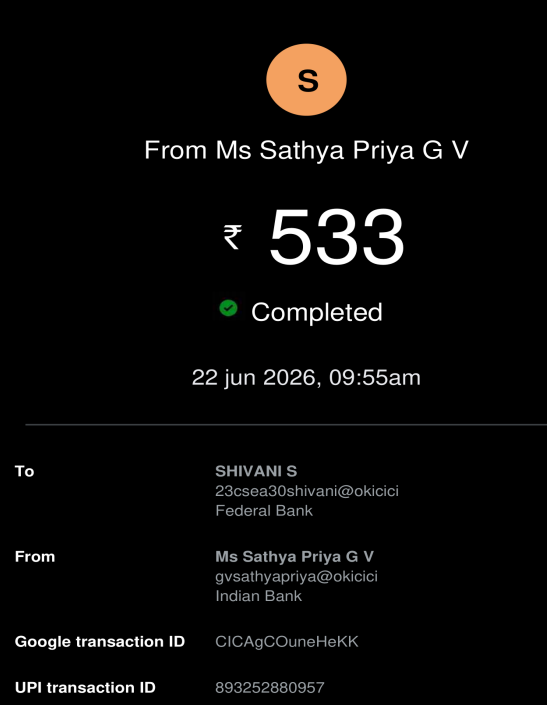 S
From Ms Sathya Priya G V
₹ 533
Completed
22 jun 2026, 09:55am
To
SHIVANI S
23csea30shivani@okicici
Federal Bank
From
Ms Sathya Priya G V
gvsathyapriya@okicici
Indian Bank
Google transaction ID
CICAgCOuneHeKK
UPI transaction ID
893252880957